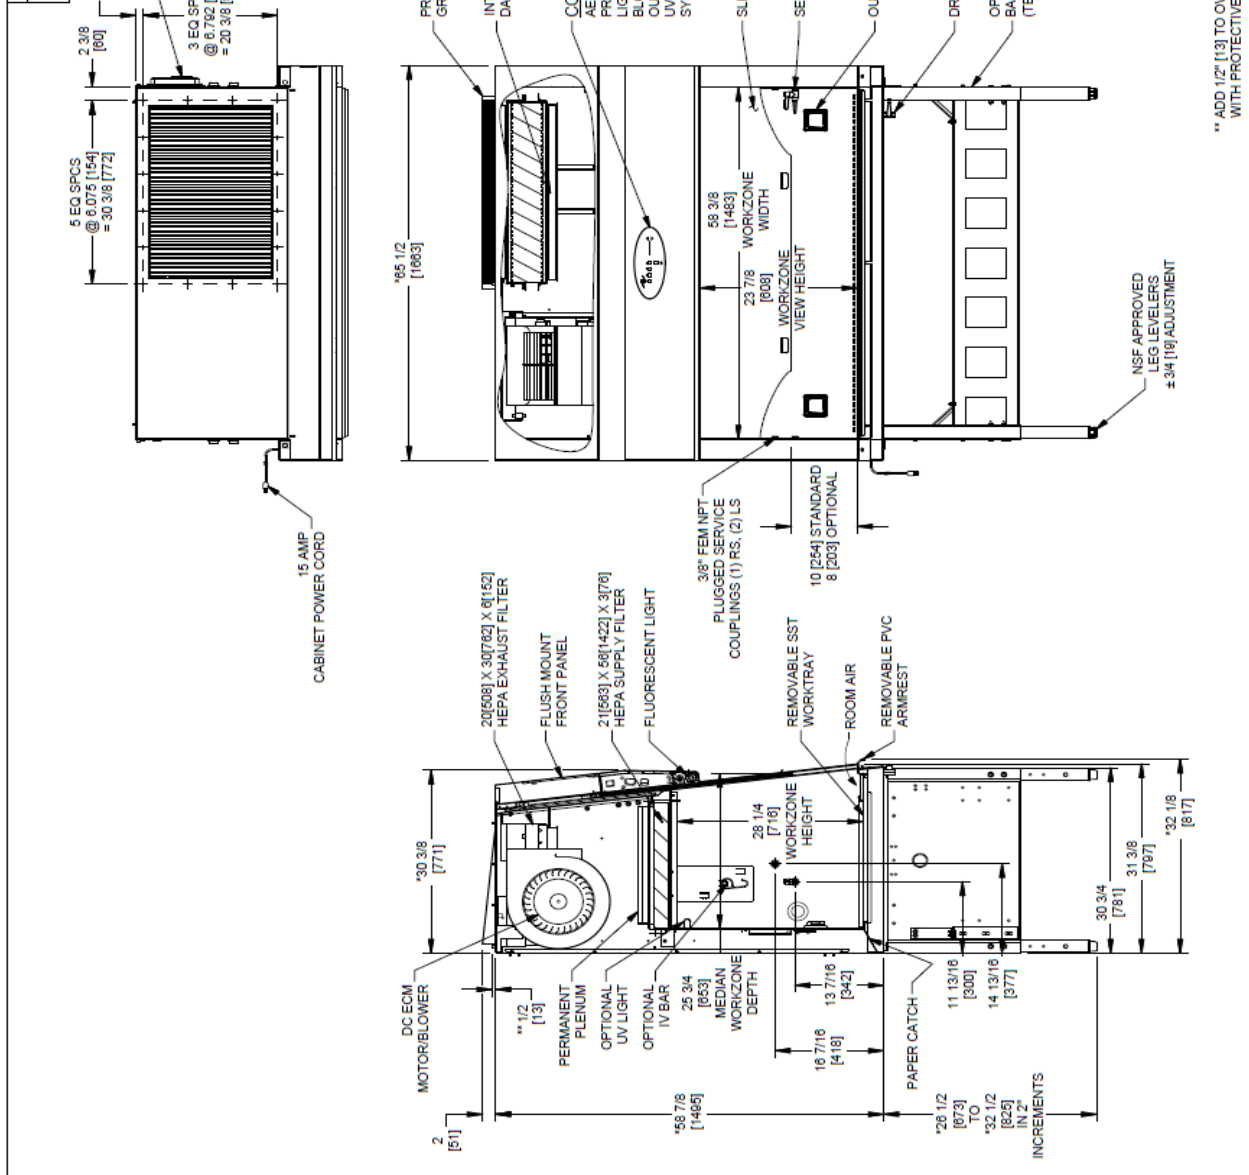 2 3/8
[60]
3 EQ SPCS
@ 6.792
= 20 3/8
5 EQ SPCS
@ 6.075 [154]
= 30 3/8 [772]
15 AMP
CABINET POWER CORD
*65 1/2
[1663]
58 3/8
[1483]
WORKZONE
WIDTH
23 7/8
[608]
WORKZONE
VIEW HEIGHT
3/8" FEM NPT
PLUGGED SERVICE
COUPLINGS (1) RS, (2) LS
10 [254] STANDARD
8 [203] OPTIONAL
NSF APPROVED
LEG LEVELERS
± 3/4 [19] ADJUSTMENT
** ADD 1/2" [13] TO
WITH PROTECTIVE
20[508] X 30[762] X 6[152]
HEPA EXHAUST FILTER
FLUSH MOUNT
FRONT PANEL
21[563] X 56[1422] X 3[76]
HEPA SUPPLY FILTER
FLUORESCENT LIGHT
REMOVABLE SST
WORKTRAY
ROOM AIR
REMOVABLE PVC
ARMREST
*30 3/8
[771]
28 1/4
[716]
WORKZONE
HEIGHT
DC ECM
MOTOR/BLOWER
** 1/2
[13]
PERMANENT
PLENUM
OPTIONAL
UV LIGHT
OPTIONAL
IV BAR
25 3/4
[653]
MEDIAN
WORKZONE
DEPTH
13 7/16
[342]
16 7/16
[418]
PAPER CATCH
11 13/16
[300]
14 13/16
[377]
30 3/4
[781]
31 3/8
[797]
*32 1/8
[817]
2
[51]
*58 7/8
[1495]
*26 1/2
[673]
TO
*32 1/2
[825]
IN 2"
INCREMENTS